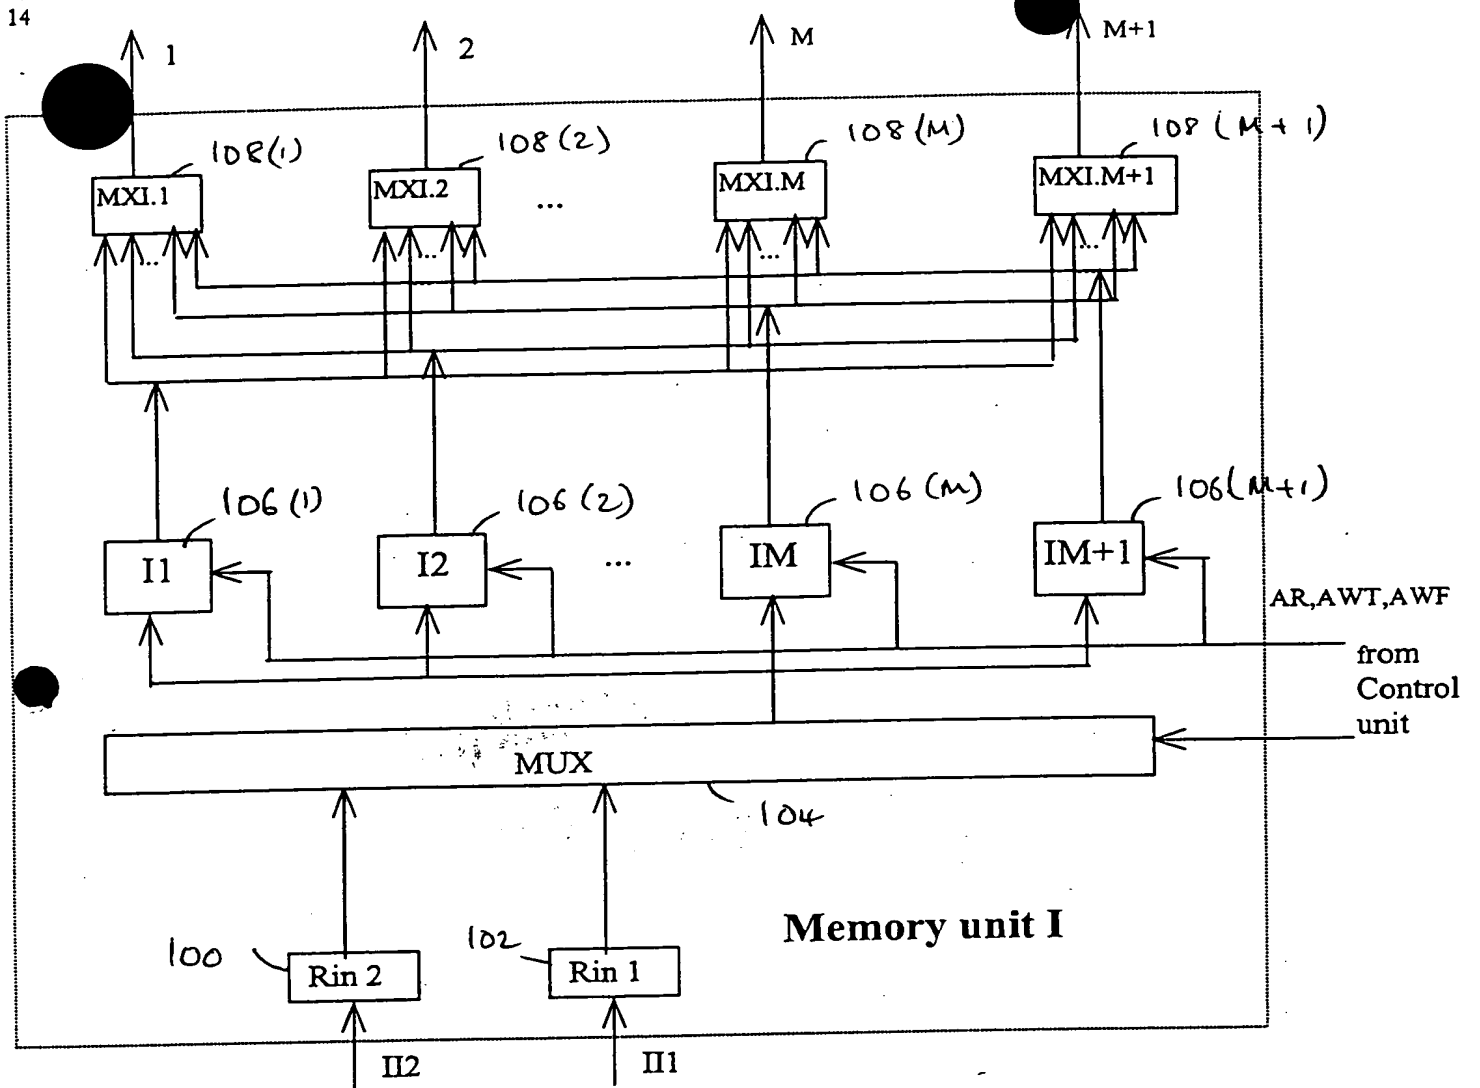 14
1
2
M
M+1
108(1)
108(2)
108(M)
108(M+1)
MXI.1
MXI.2
...
MXI.M
MXI.M+1
...
...
...
...
106(1)
106(2)
106(M)
106(M+1)
I1
I2
...
IM
IM+1
AR,AWT,AWF
from
Control
unit
MUX
104
Memory unit I
100
Rin 2
102
Rin 1
II2
II1